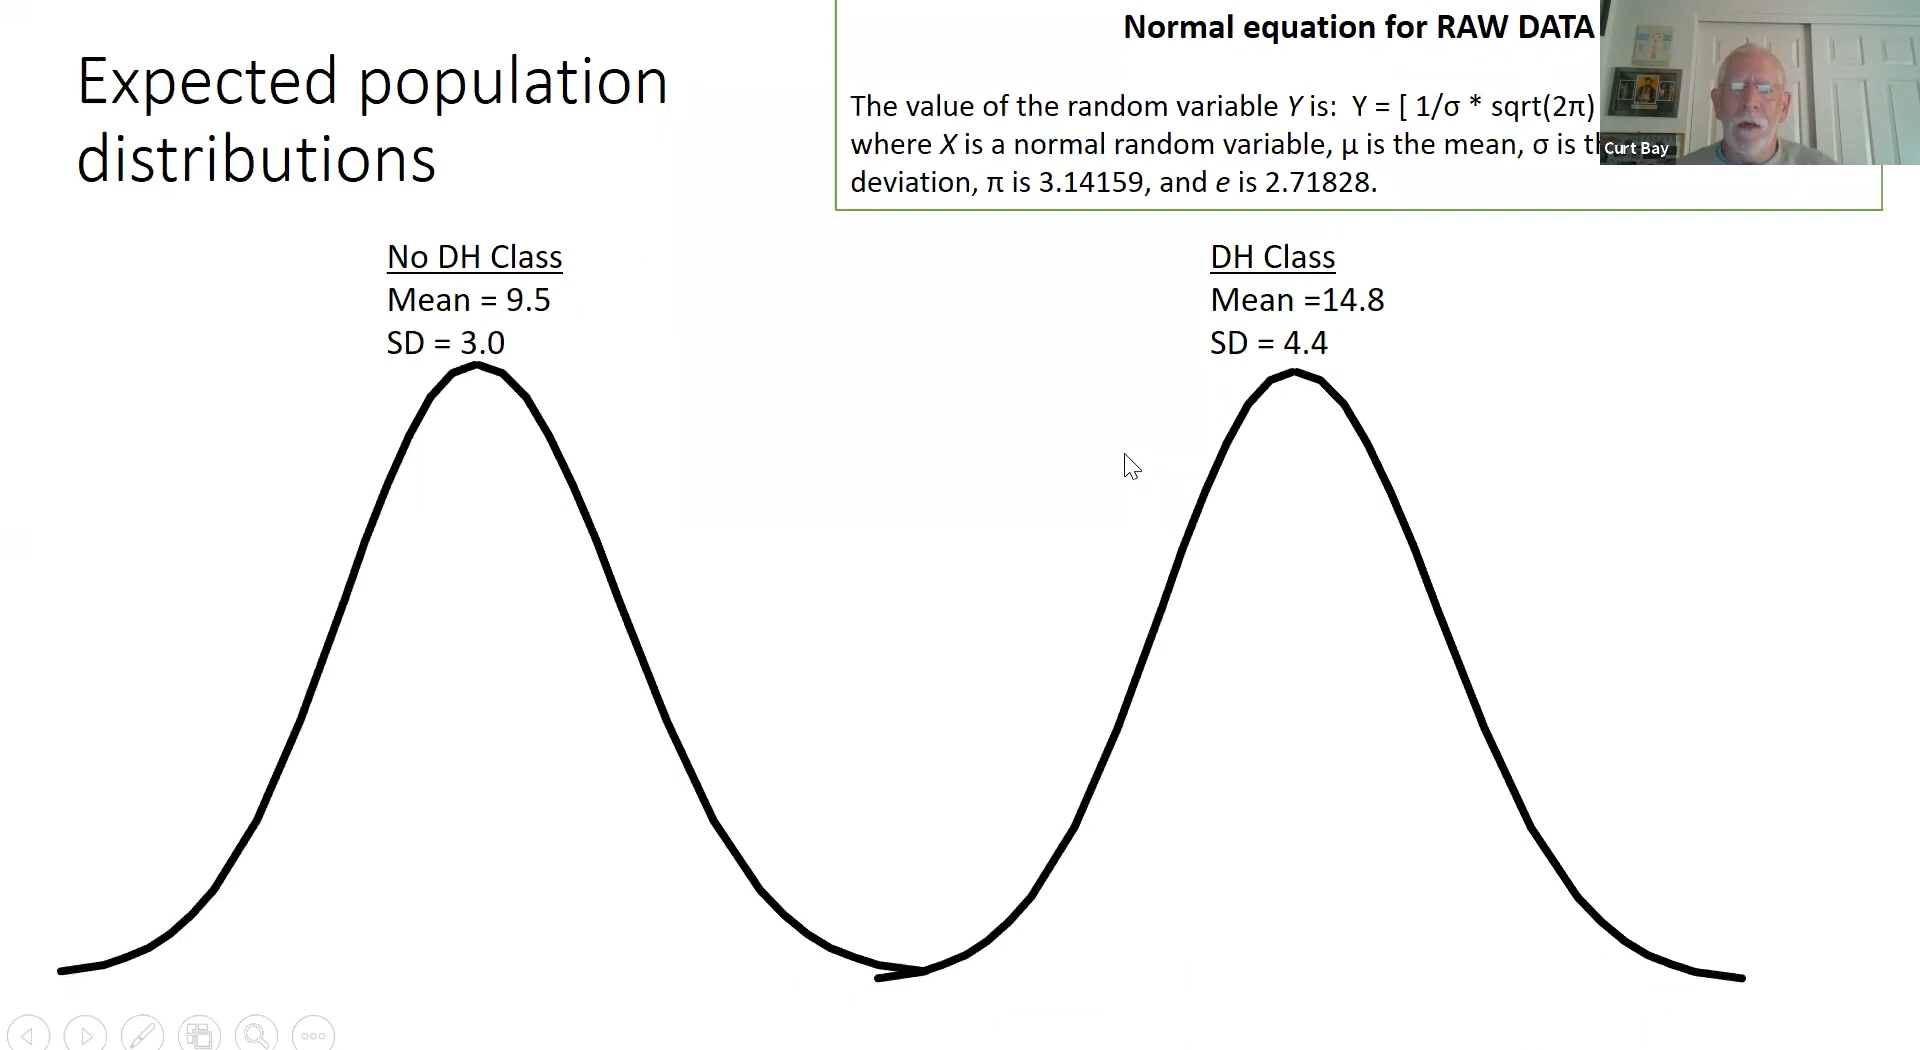 Expected population
distributions
Normal equation for RAW DATA
The value of the random variable Y is: Y = [ 1/σ * sqrt(2π)
where X is a normal random variable, μ is the mean, σ is
deviation, π is 3.14159, and e is 2.71828.
Curt Bay
No DH Class
Mean = 9.5
SD = 3.0
DH Class
Mean =14.8
SD = 4.4